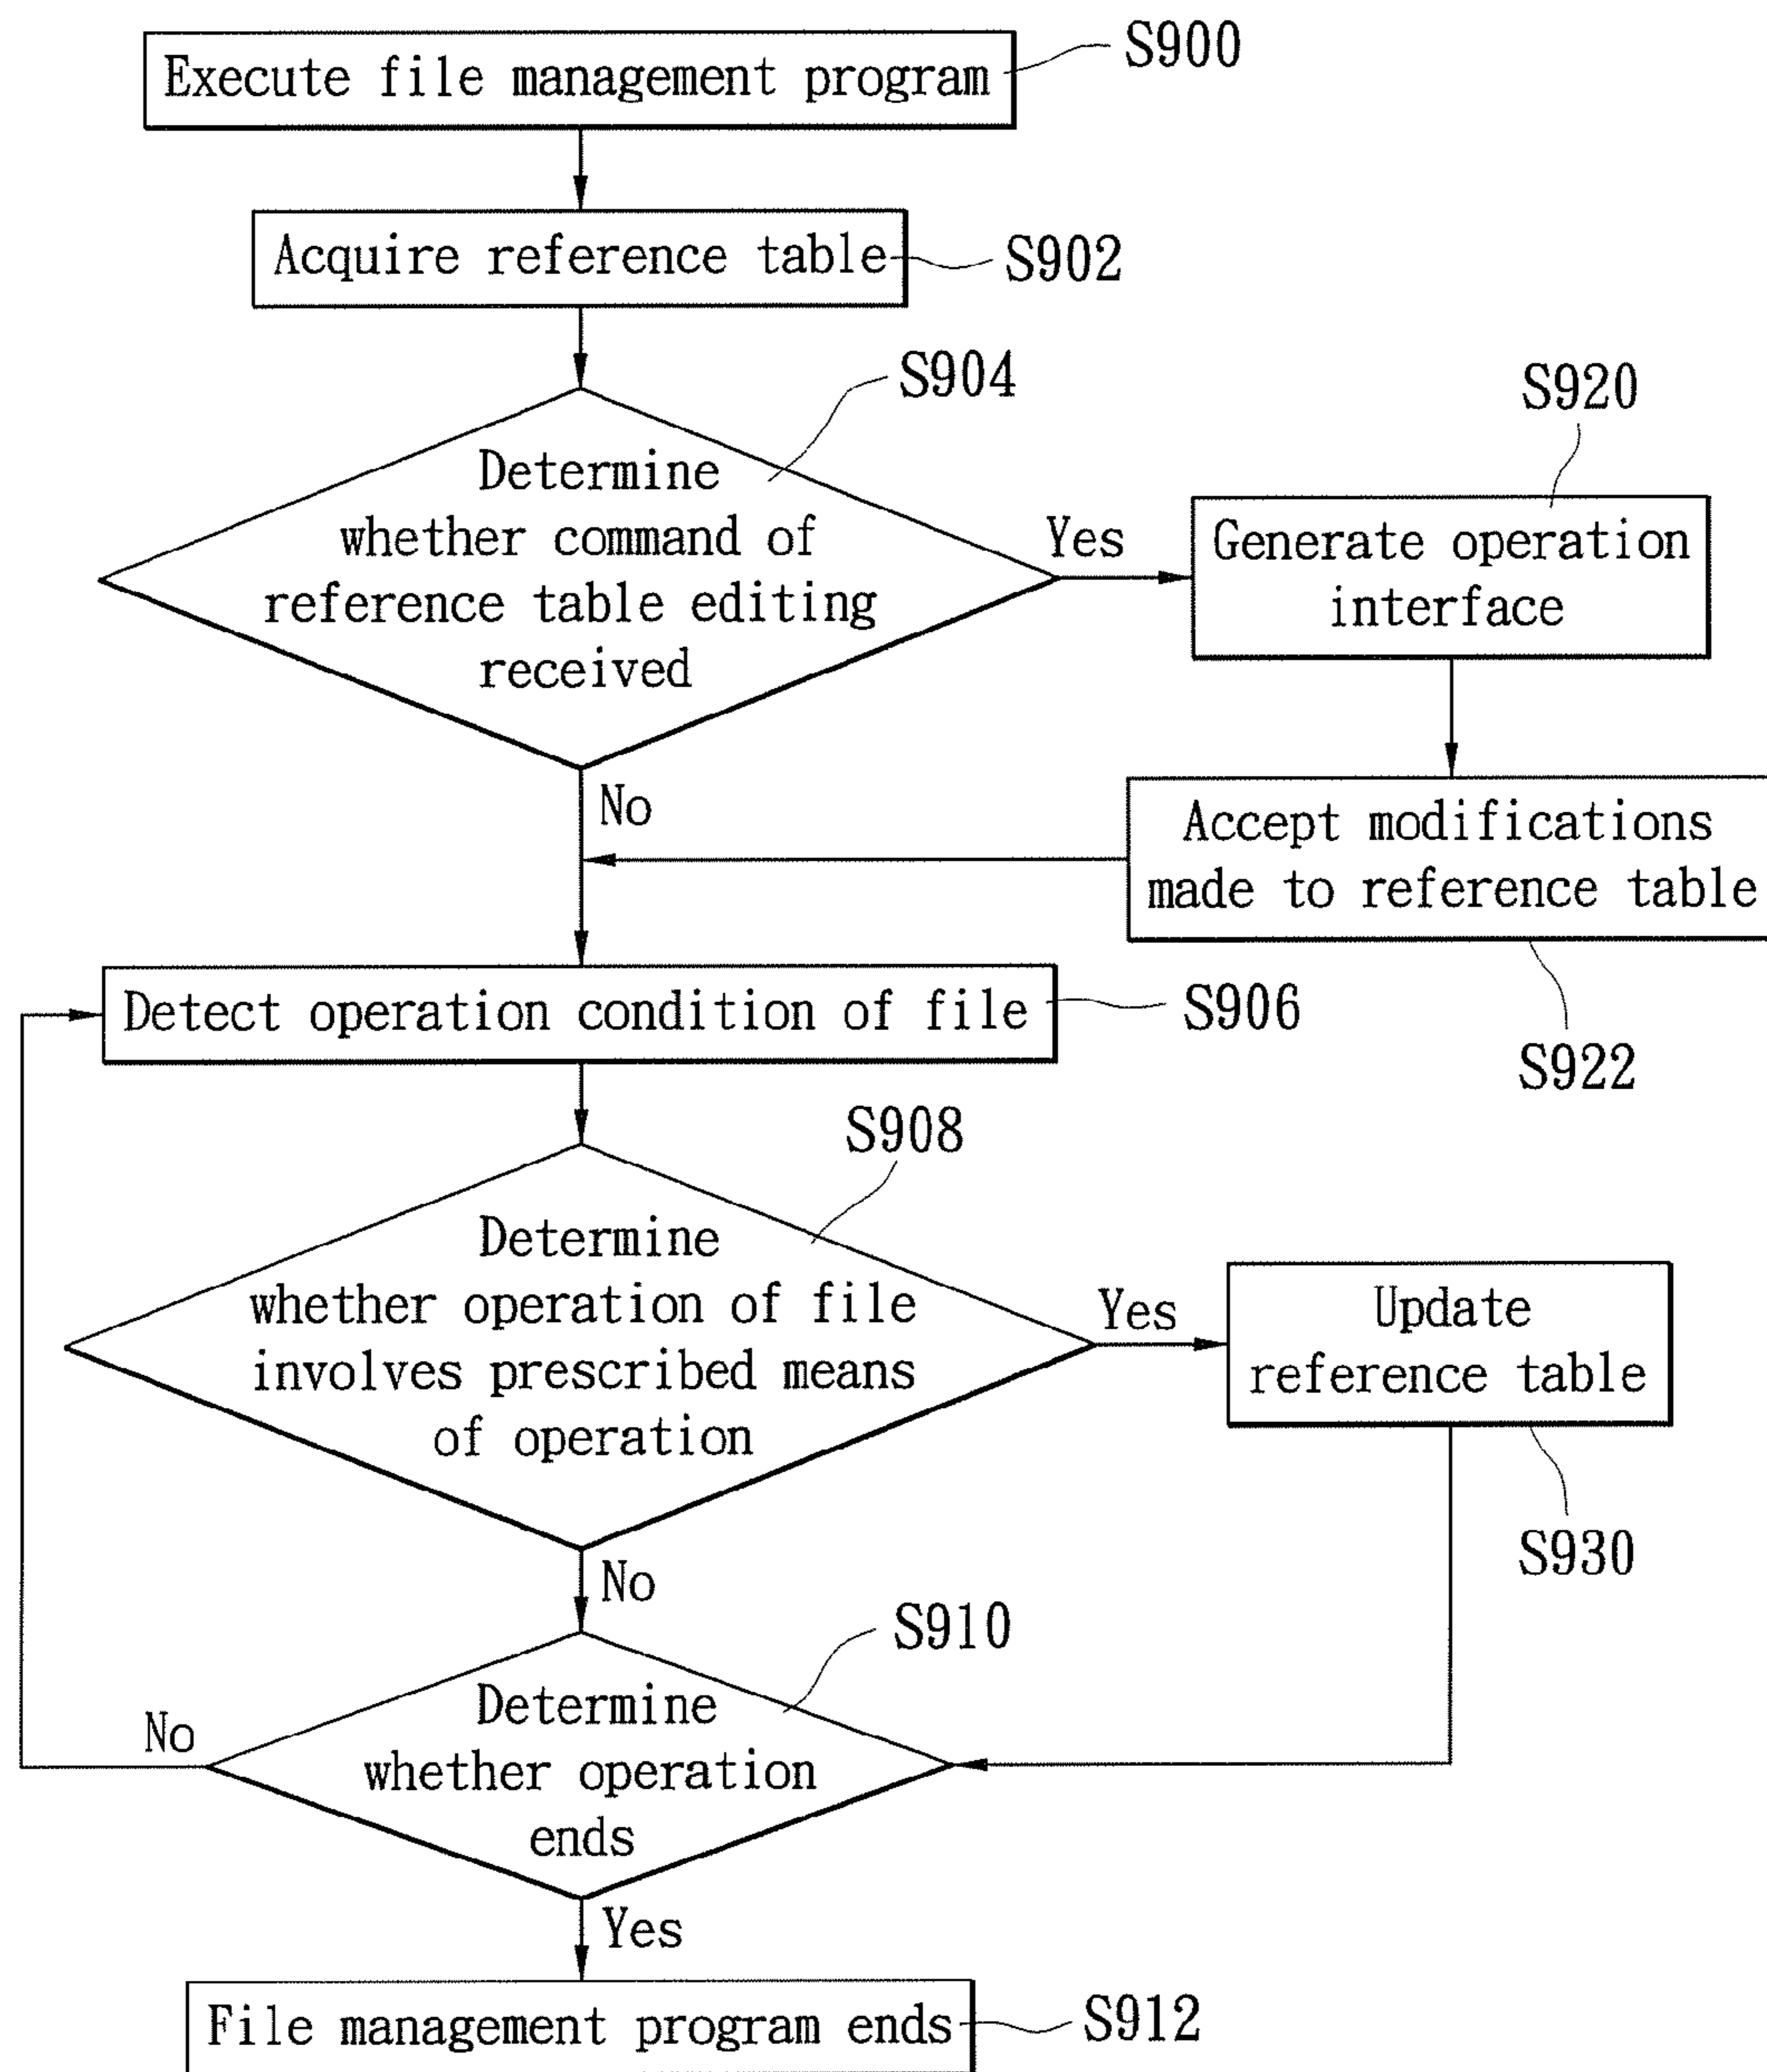 Execute file management program
S900
Acquire reference table
S902
S904
Determine
whether command of
reference table editing
received
Yes
S920
Generate operation
interface
No
Accept modifications
made to reference table
S922
Detect operation condition of file
S906
S908
Determine
whether operation of file
involves prescribed means
of operation
Yes
Update
reference table
S930
No
S910
Determine
whether operation
ends
No
Yes
File management program ends
S912